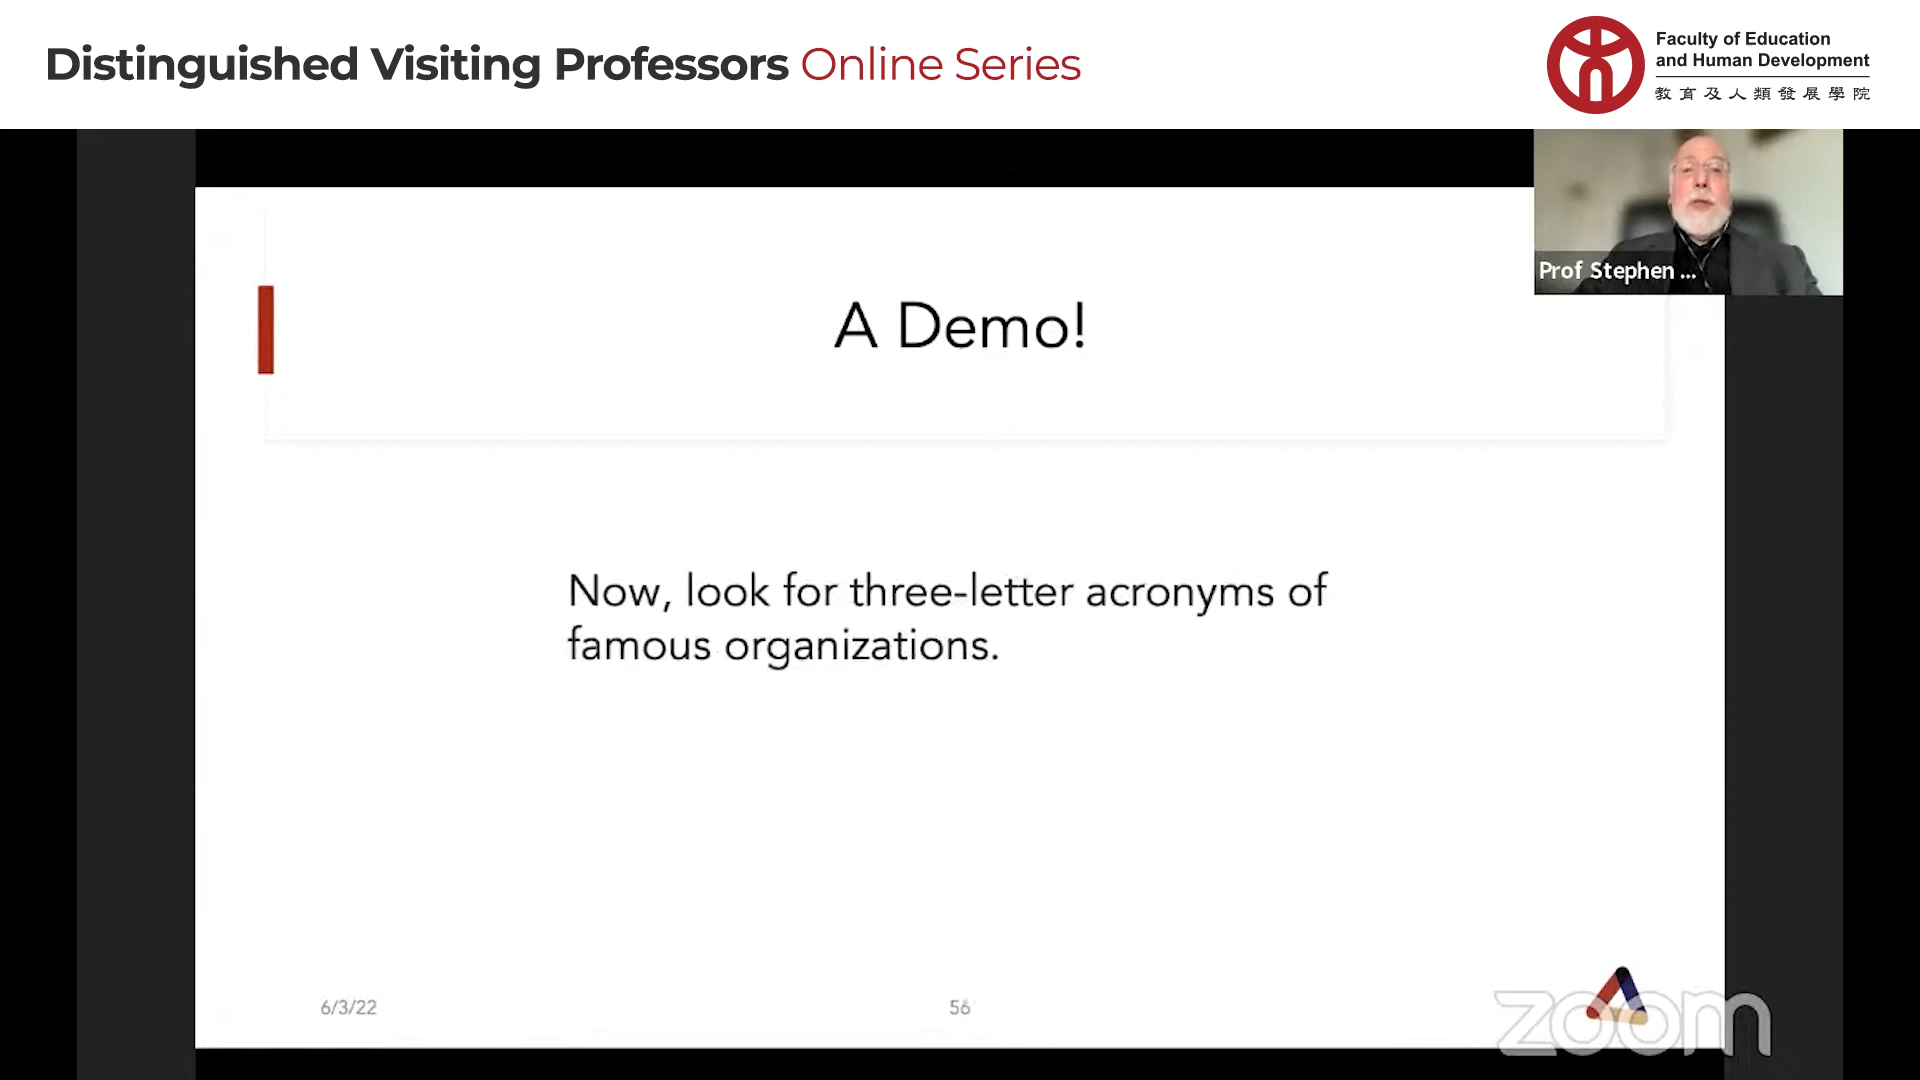 Distinguished Visiting Professors Online Series
Faculty of Education
and Human Development
教育及人類發展學院
Prof Stephen ...
A Demo!
Now, look for three-letter acronyms of
famous organizations.
6/3/22
56
zoom